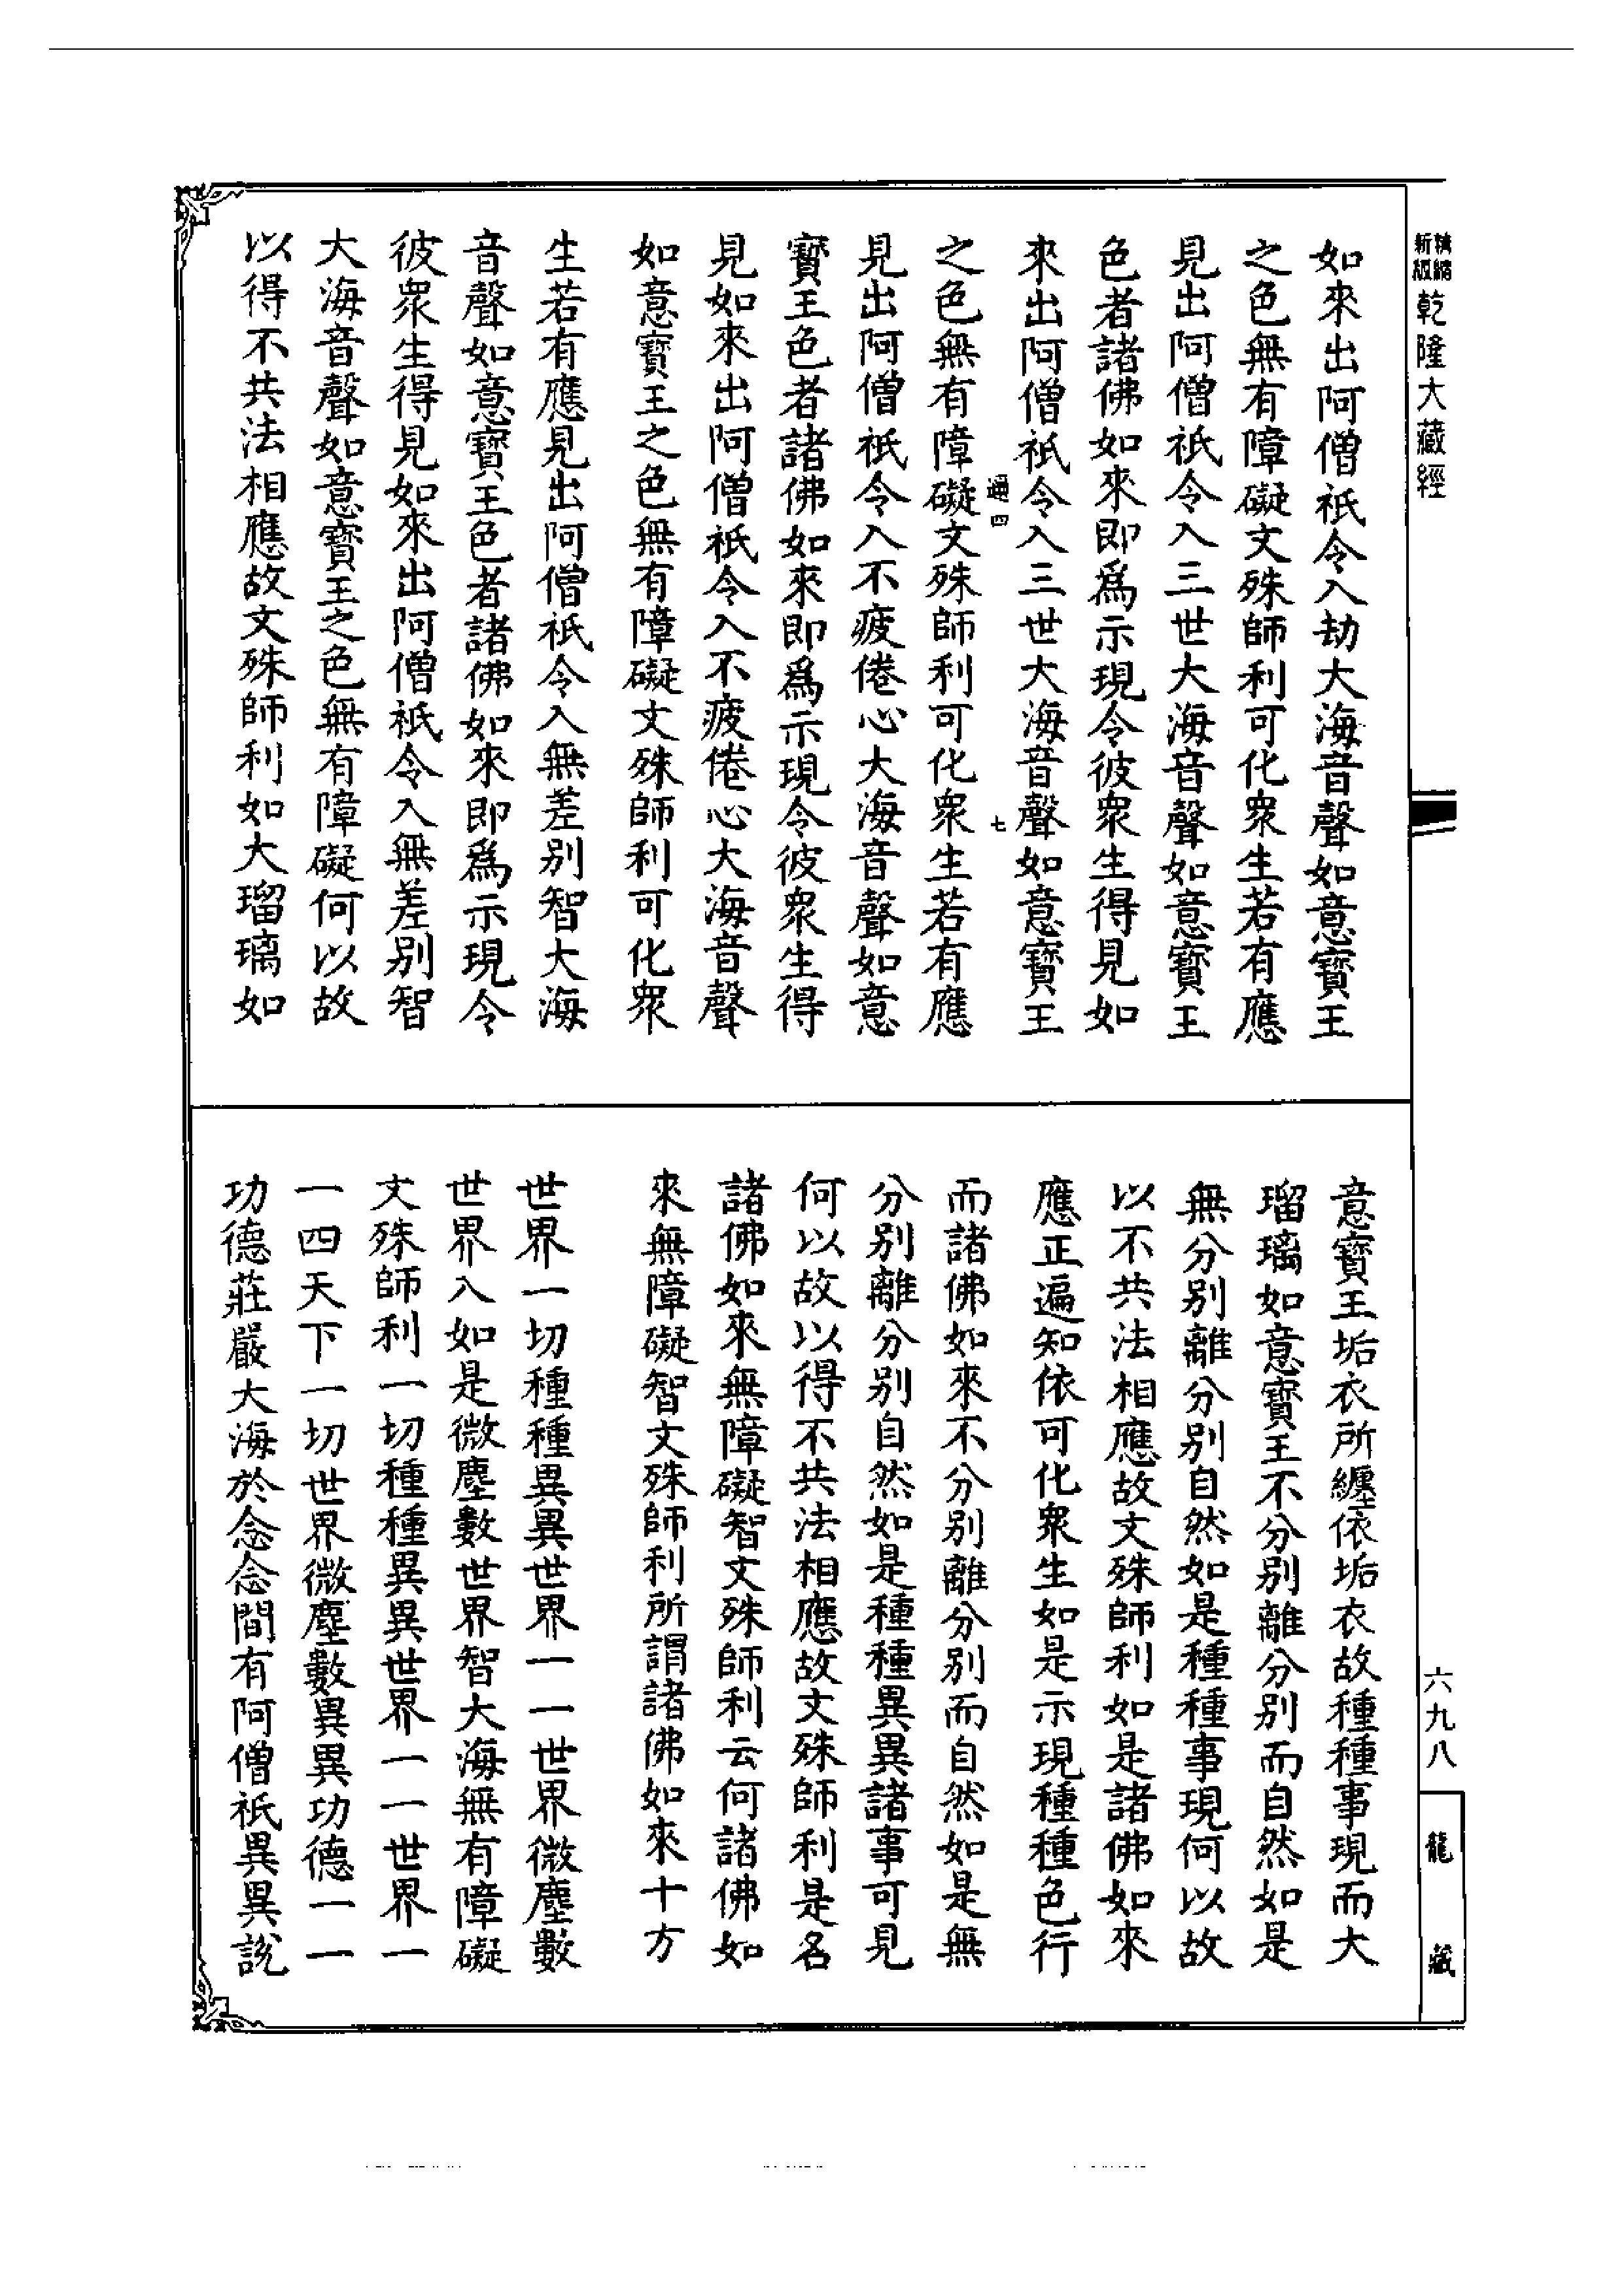 精縮新版乾隆大藏經
如來出阿僧祇令入劫大海音聲如意寶王
之色無有障礙文殊師利可化眾生若有應
見出阿僧祇令入三世大海音聲如意寶王
色者諸佛如來即為示現令彼眾生得見如
來出阿僧祇令入三世大海音聲如意寶王
通四 七
之色無有障礙文殊師利可化眾生若有應
見出阿僧祇令入不疲倦心大海音聲如意
寶王色者諸佛如來即為示現令彼眾生得
見如來出阿僧祇令入不疲倦心大海音聲
如意寶王之色無有障礙文殊師利可化眾
生若有應見出阿僧祇令入無差別智大海
音聲如意寶王色者諸佛如來即為示現令
彼眾生得見如來出阿僧祇令入無差別智
大海音聲如意寶王之色無有障礙何以故
以得不共法相應故文殊師利如大瑠璃如
意寶王垢衣所纏依垢衣故種種事現而大
瑠璃如意寶王不分別離分別而自然如是
無分別離分別自然如是種種事現何以故
以不共法相應故文殊師利如是諸佛如來
應正遍知依可化眾生如是示現種種色行
而諸佛如來不分別離分別而自然如是無
分別離分別自然如是種種異異諸事可見
何以故以得不共法相應故文殊師利是名
諸佛如來無障礙智文殊師利云何諸佛如
來無障礙智文殊師利所謂諸佛如來十方
世界一切種種異異世界一一世界微塵數
世界入如是微塵數世界智大海無有障礙
文殊師利一切種種異異世界一一世界一
一四天下一切世界微塵數異異功德一一
功德莊嚴大海於念念間有阿僧祇異異說
六九八
龍藏